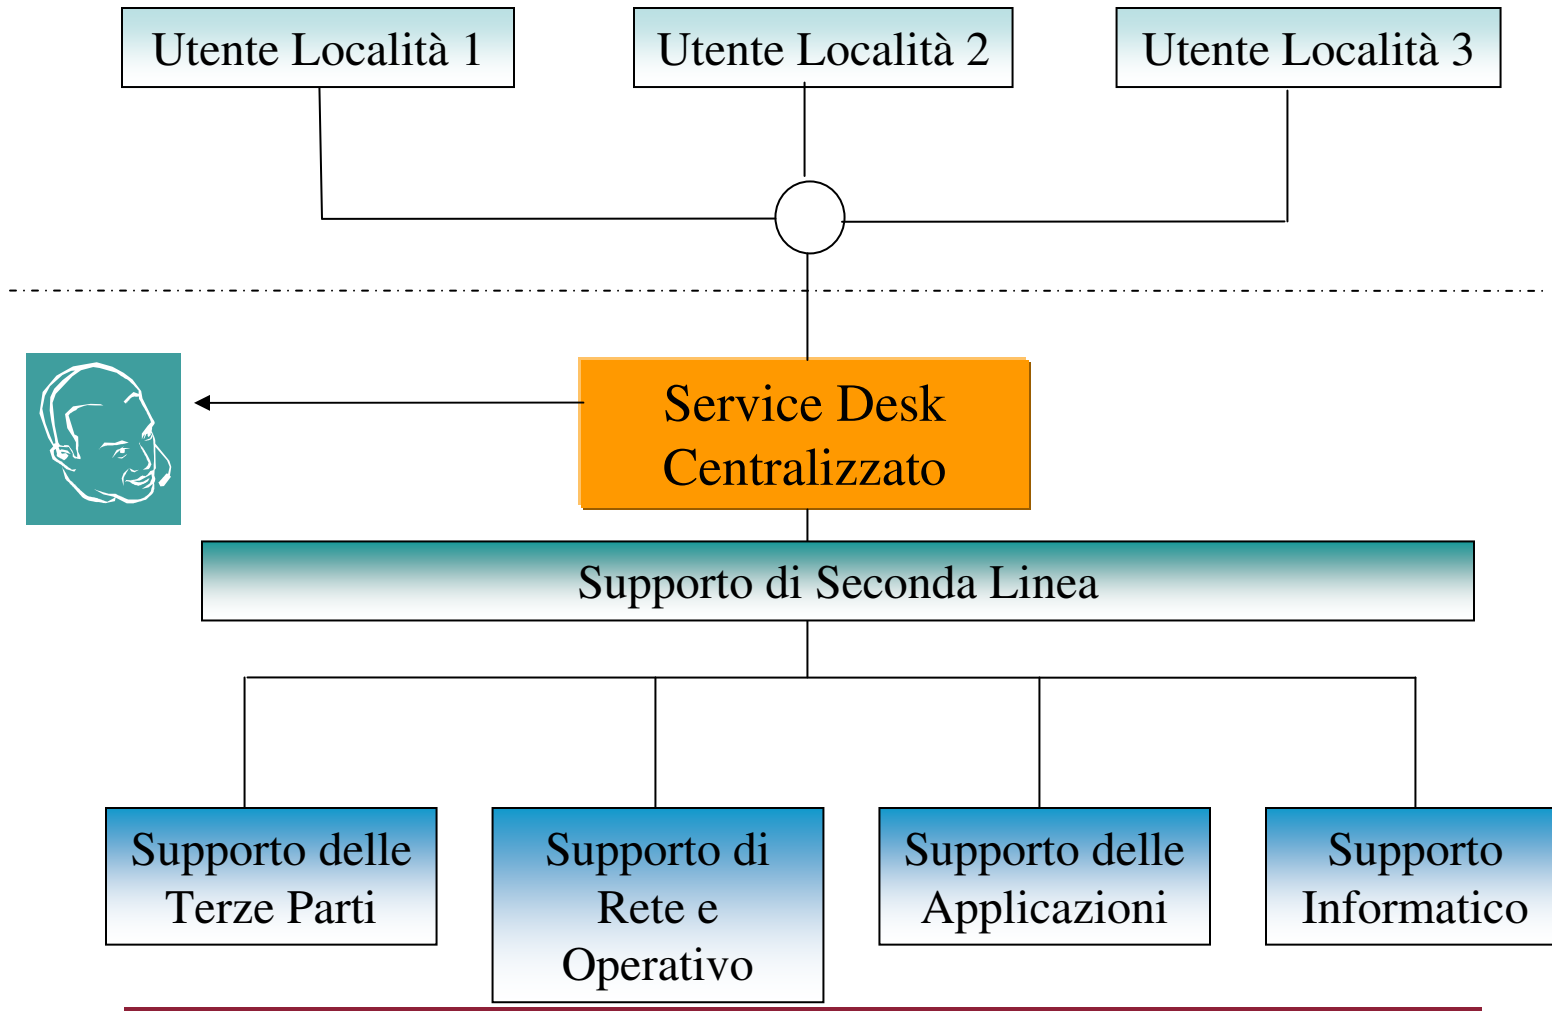 Utente Località 1
Utente Località 2
Utente Località 3
Service Desk
Centralizzato
Supporto di Seconda Linea
Supporto delle
Terze Parti
Supporto di
Rete e
Operativo
Supporto delle
Applicazioni
Supporto
Informatico